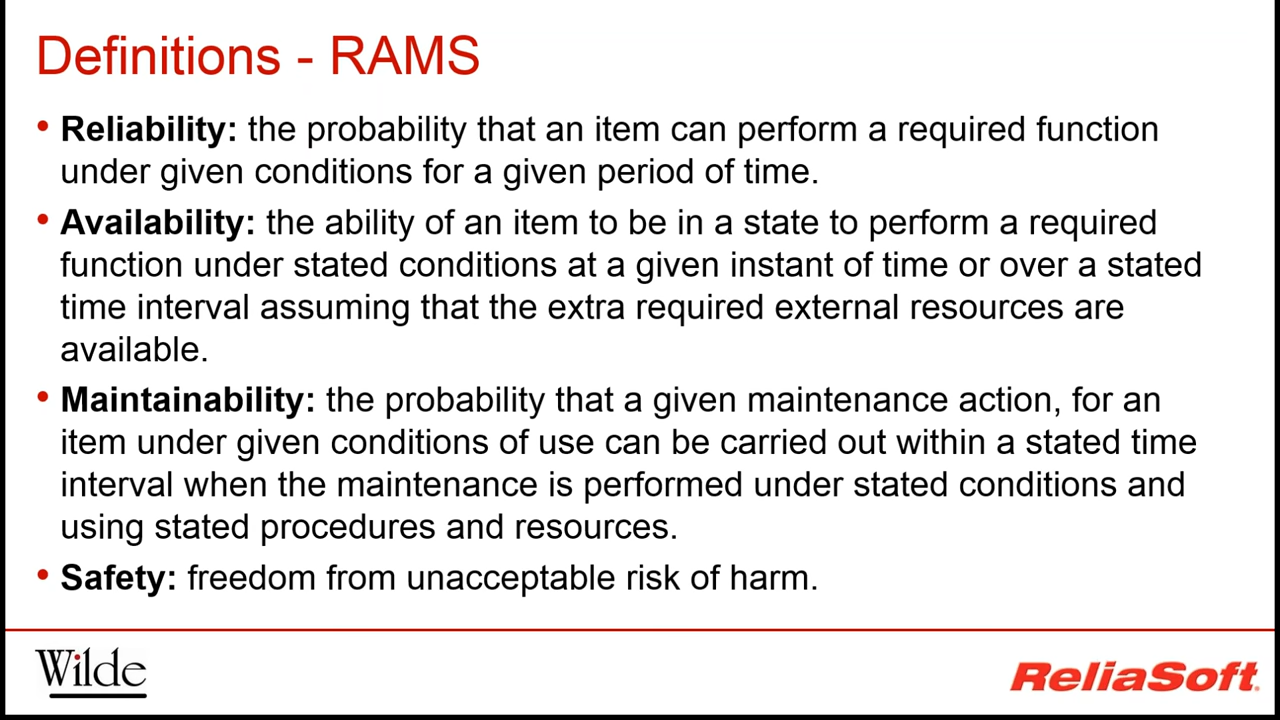 Definitions - RAMS
• Reliability: the probability that an item can perform a required function
under given conditions for a given period of time.
• Availability: the ability of an item to be in a state to perform a required
function under stated conditions at a given instant of time or over a stated
time interval assuming that the extra required external resources are
available.
• Maintainability: the probability that a given maintenance action, for an
item under given conditions of use can be carried out within a stated time
interval when the maintenance is performed under stated conditions and
using stated procedures and resources.
• Safety: freedom from unacceptable risk of harm.
Wilde
ReliaSoft